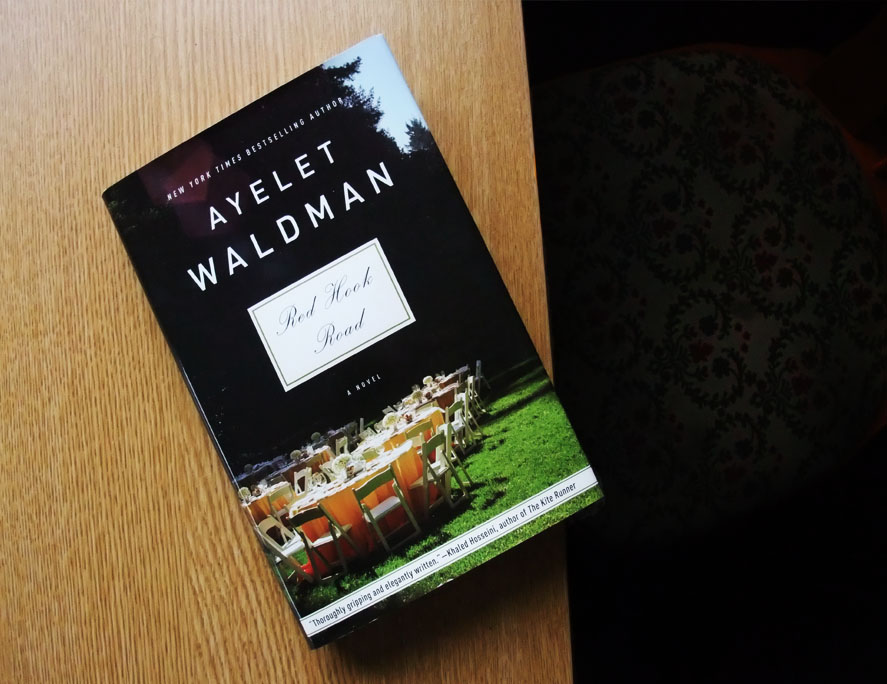 NEW YORK TIMES BESTSELLING AUTHOR
AYELET
WALDMAN
Red Hook
Road
A NOVEL
"Thoroughly gripping and elegantly written." —Khaled Hosseini, author of The Kite Runner